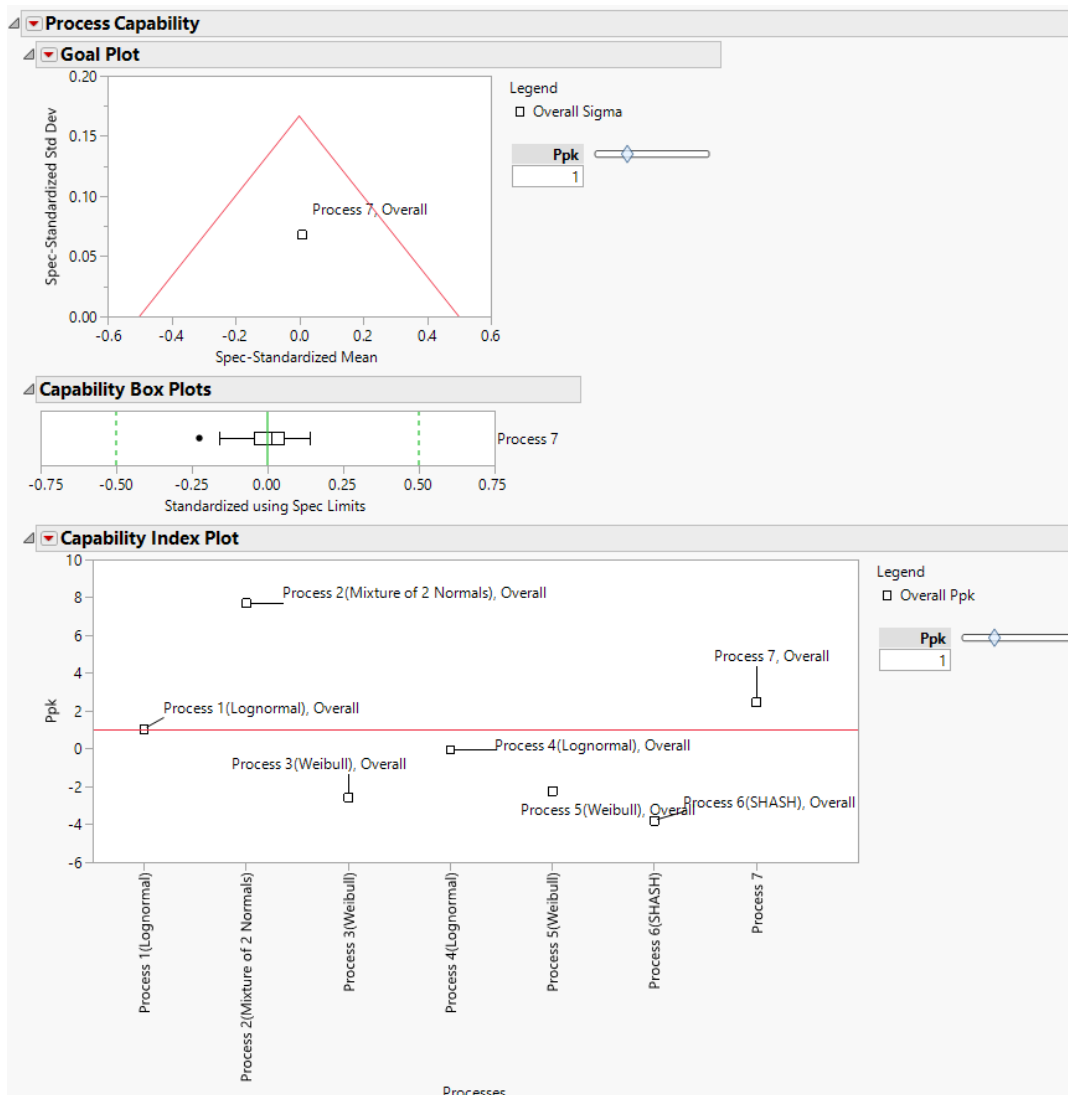 Process Capability
Goal Plot
0.20
0.15
0.10
0.05
0.00
Spec-Standardized Std Dev
Process 7, Overall
-0.6 -0.4 -0.2 0.0 0.2 0.4 0.6
Spec-Standardized Mean
Legend
Overall Sigma
Ppk
1
Capability Box Plots
Process 7
-0.75 -0.50 -0.25 0.00 0.25 0.50 0.75
Standardized using Spec Limits
Capability Index Plot
10
8
6
4
2
0
-2
-4
-6
Ppk
Process 2(Mixture of 2 Normals), Overall
Process 7, Overall
Process 1(Lognormal), Overall
Process 4(Lognormal), Overall
Process 3(Weibull), Overall
Process 6(SHASH), Overall
Process 5(Weibull), Overall
Process 1(Lognormal)
Process 2(Mixture of 2 Normals)
Process 3(Weibull)
Process 4(Lognormal)
Process 5(Weibull)
Process 6(SHASH)
Process 7
Processes
Legend
Overall Ppk
Ppk
1